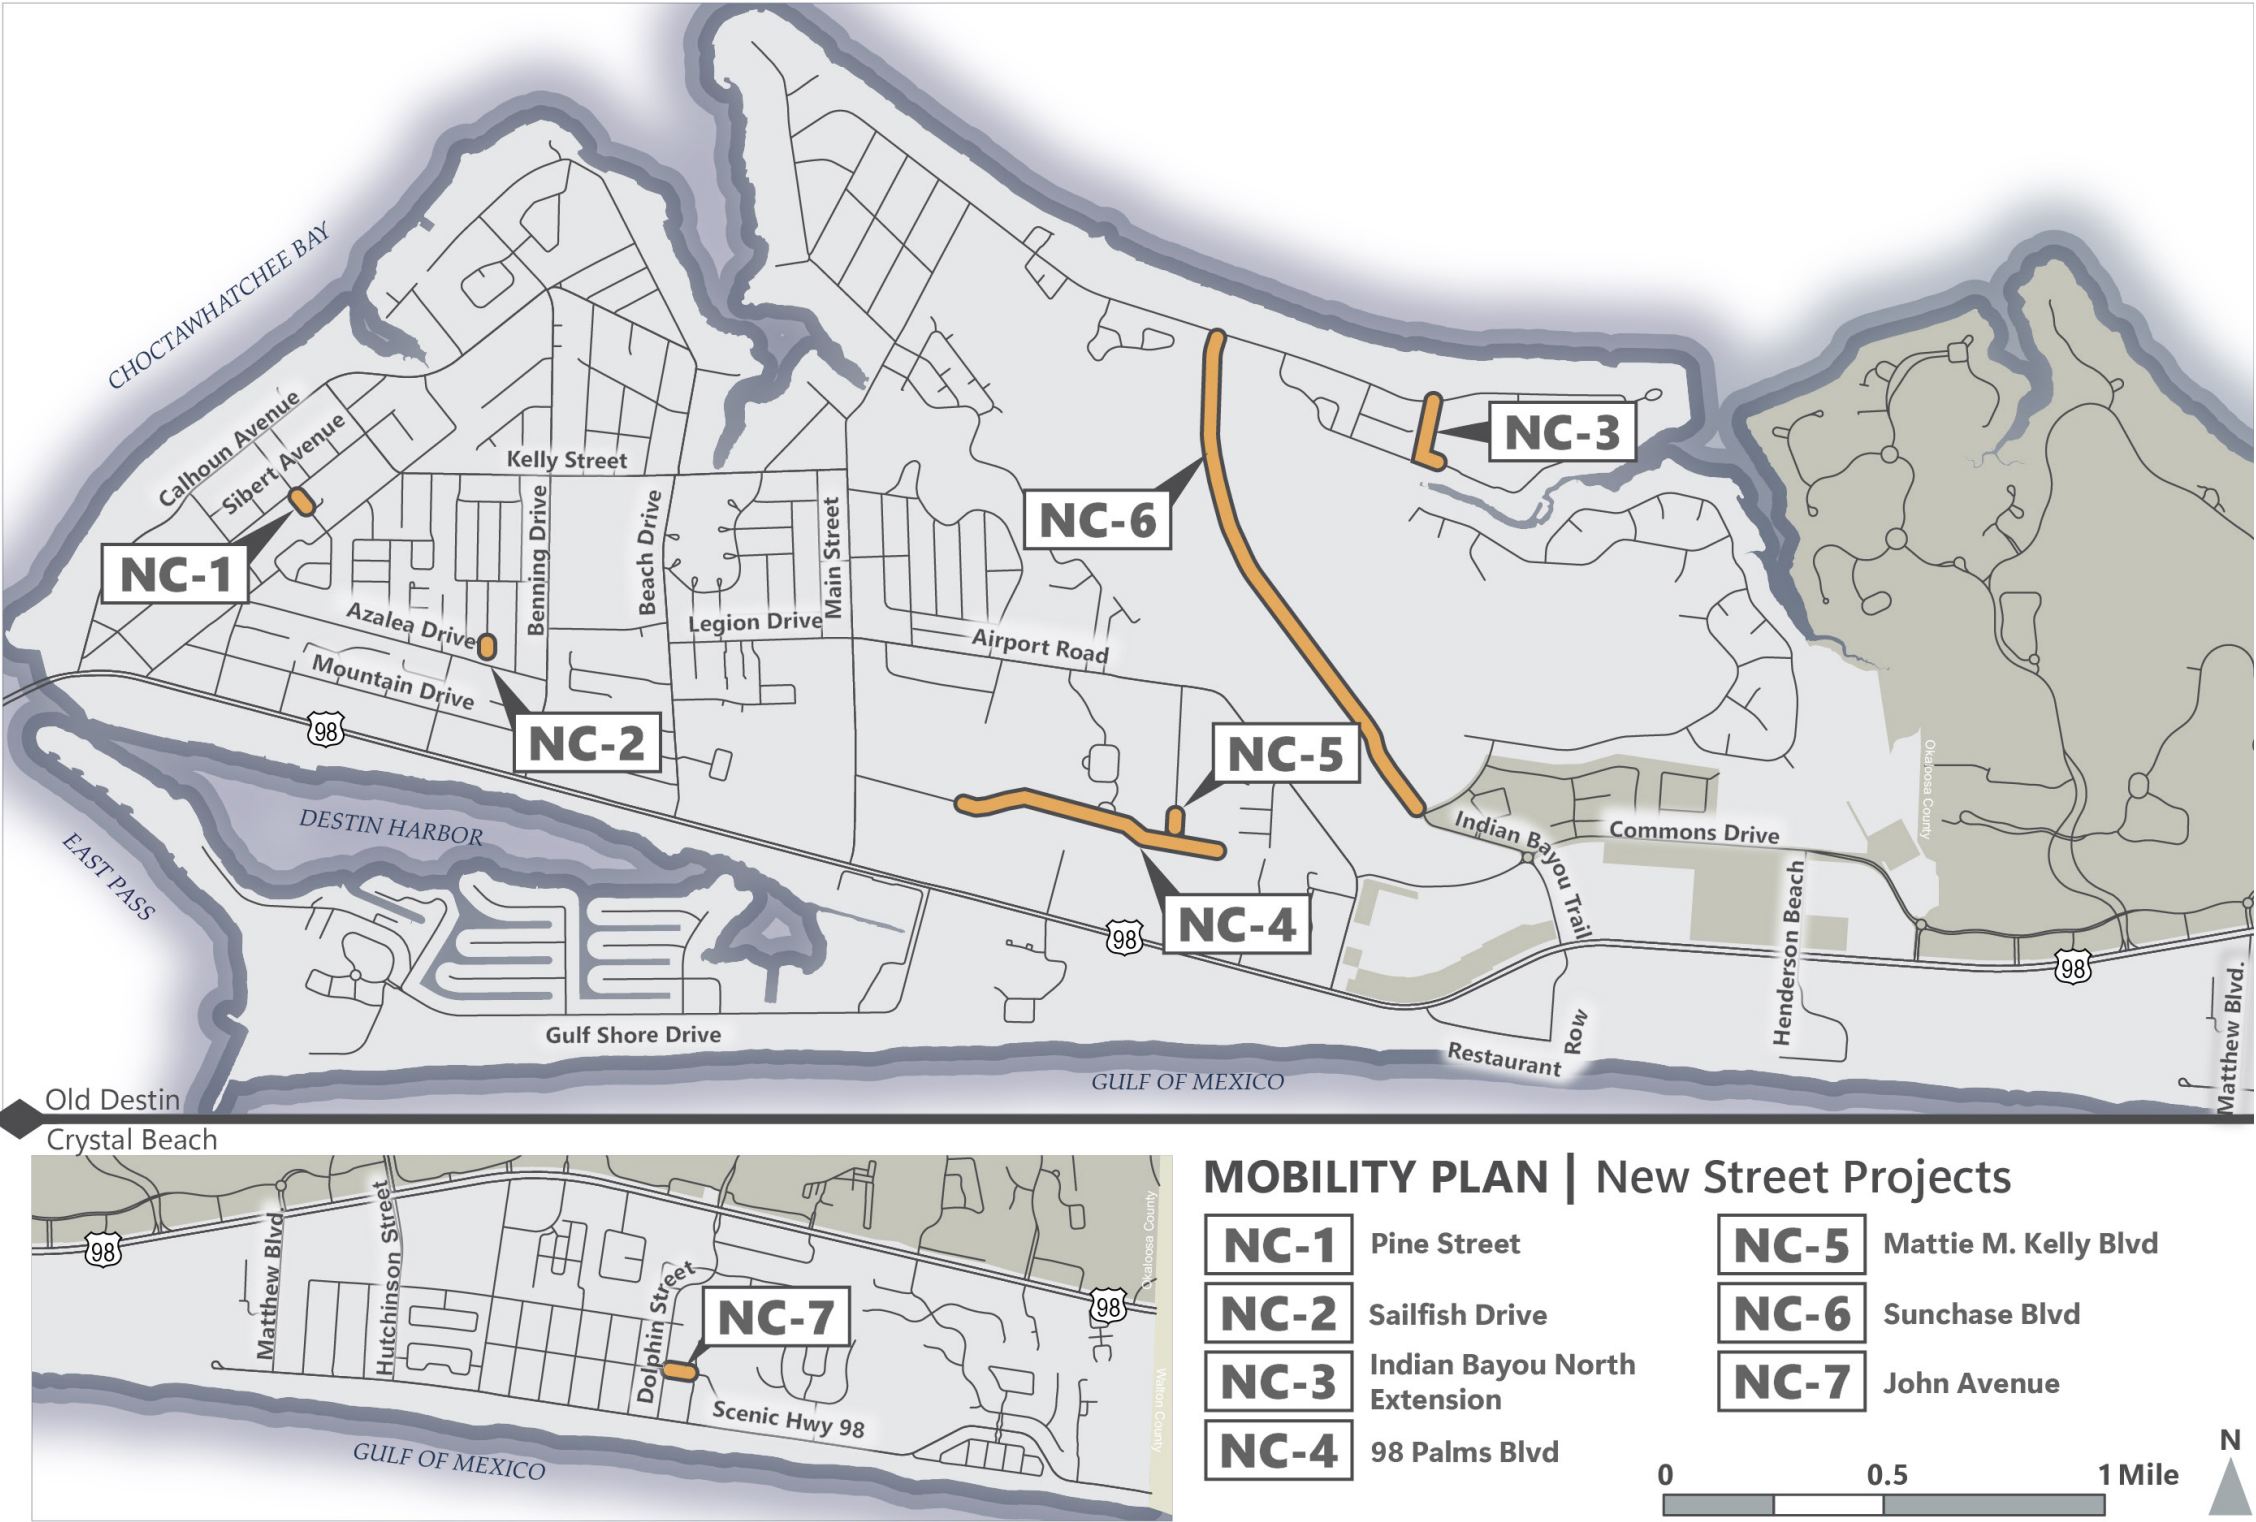 CHOCTAWHATCHEE BAY
Calhoun Avenue
Sibert Avenue
Kelly Street
NC-1
NC-2
NC-3
NC-4
NC-5
NC-6
Azalea Drive
Mountain Drive
Benning Drive
Beach Drive
Legion Drive
Main Street
Airport Road
98
DESTIN HARBOR
EAST PASS
98
Indian Bayou Trail
Commons Drive
Henderson Beach
Okaloosa County
98
Matthew Blvd.
Gulf Shore Drive
Restaurant Row
GULF OF MEXICO
Old Destin
Crystal Beach
98
Matthew Blvd.
Hutchinson Street
Dolphin Street
NC-7
Scenic Hwy 98
98
Okaloosa County
Walton County
GULF OF MEXICO
MOBILITY PLAN | New Street Projects
NC-1 Pine Street
NC-2 Sailfish Drive
NC-3 Indian Bayou North
Extension
NC-4 98 Palms Blvd
NC-5 Mattie M. Kelly Blvd
NC-6 Sunchase Blvd
NC-7 John Avenue
0 0.5 1 Mile
N